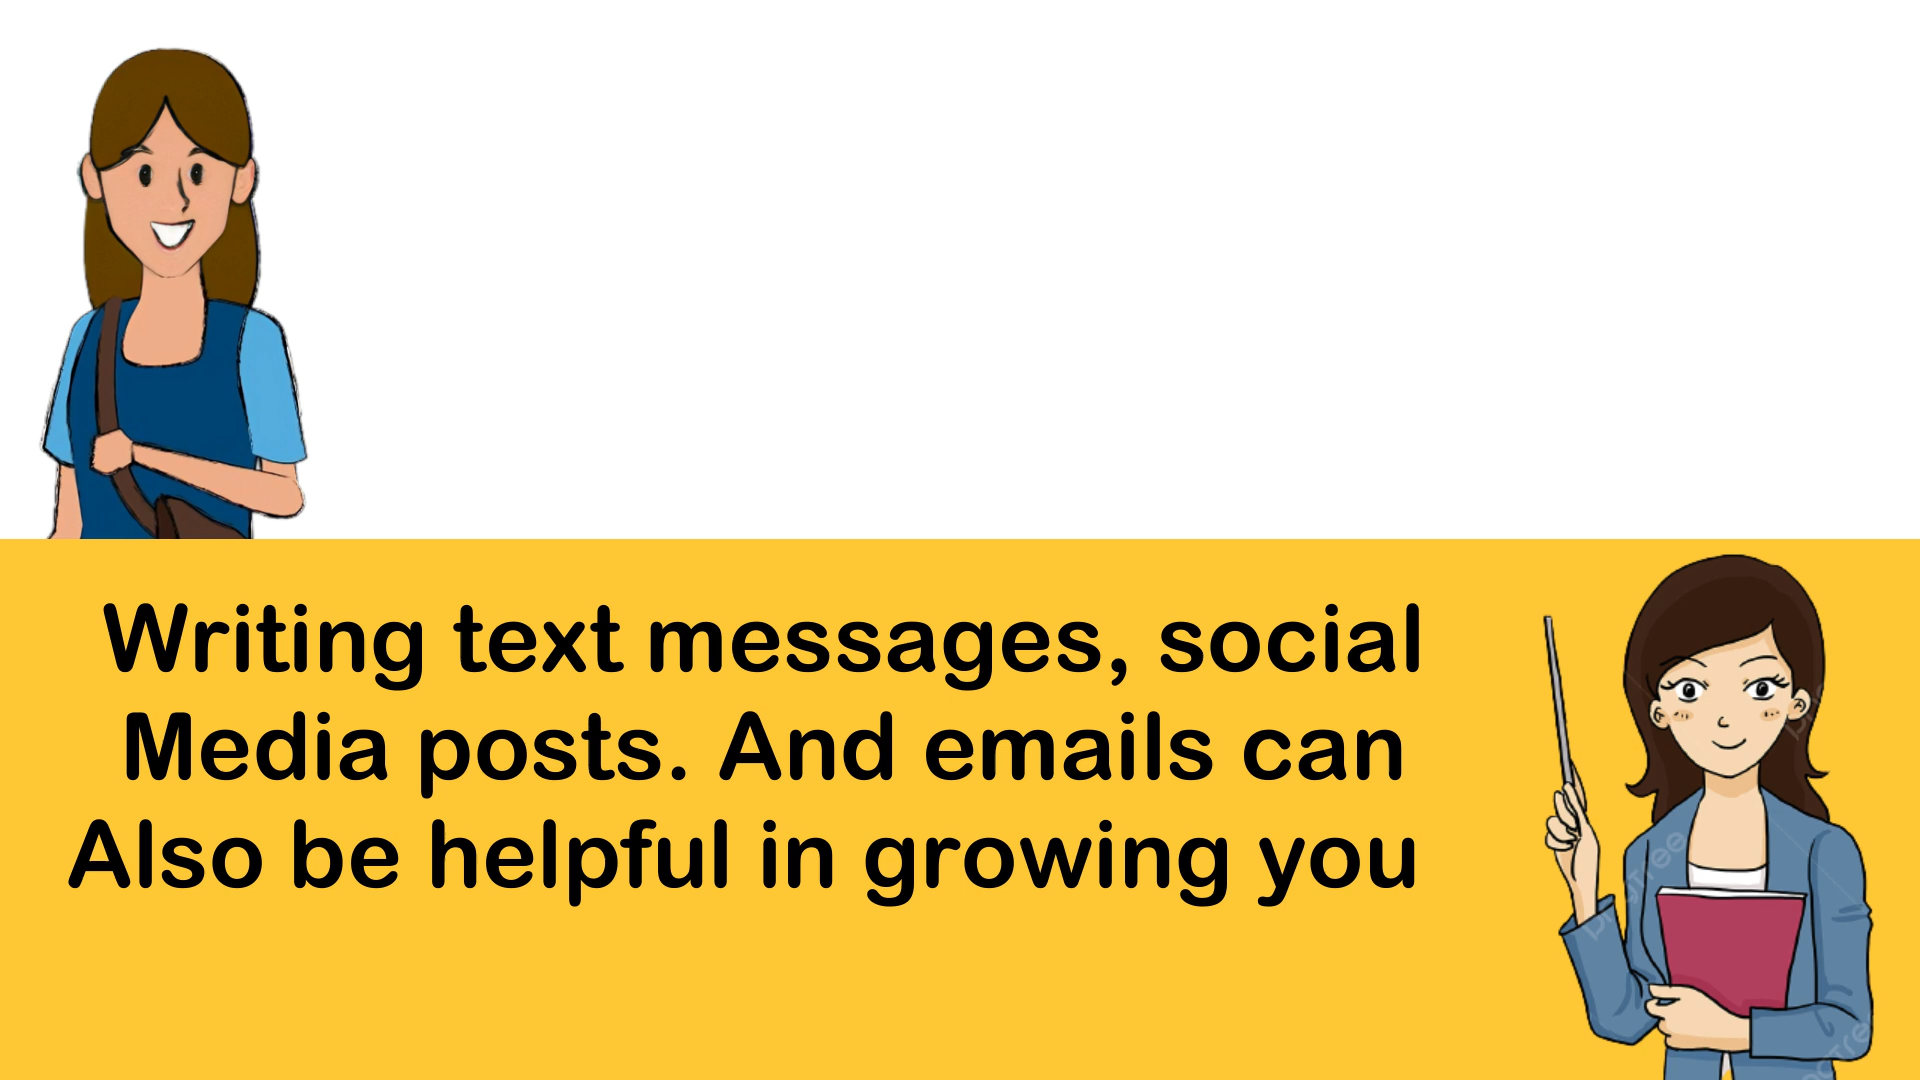 Writing text messages, social
Media posts. And emails can
Also be helpful in growing you